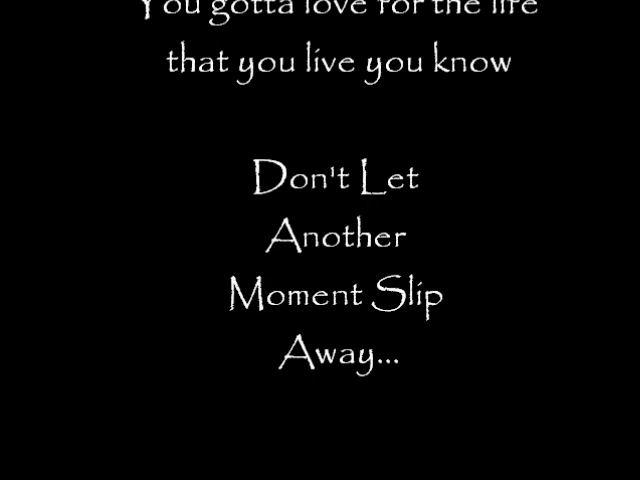 You gotta love for the life
that you live you know
Don't Let
Another
Moment Slip
Away...